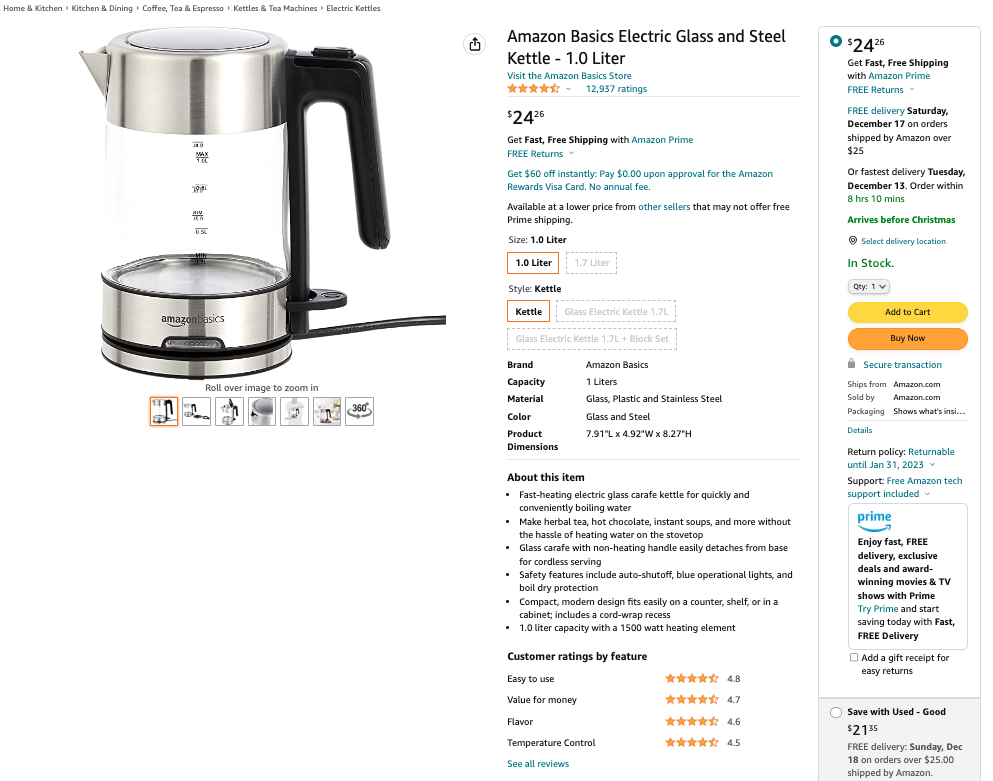 Home & Kitchen › Kitchen & Dining › Coffee, Tea & Espresso › Kettles & Tea Machines › Electric Kettles
MAX
1.0L
0.5L
MIN
amazonbasics
Roll over image to zoom in
360°
Amazon Basics Electric Glass and Steel
Kettle - 1.0 Liter
Visit the Amazon Basics Store
12,937 ratings
$24 26
Get Fast, Free Shipping with Amazon Prime
FREE Returns
Get $60 off instantly: Pay $0.00 upon approval for the Amazon
Rewards Visa Card. No annual fee.
Available at a lower price from other sellers that may not offer free
Prime shipping.
Size: 1.0 Liter
1.0 Liter
1.7 Liter
Style: Kettle
Kettle
Glass Electric Kettle 1.7L
Glass Electric Kettle 1.7L + Block Set
Brand Amazon Basics
Capacity 1 Liters
Material Glass, Plastic and Stainless Steel
Color Glass and Steel
Product 7.91"L x 4.92"W x 8.27"H
Dimensions
About this item
• Fast-heating electric glass carafe kettle for quickly and
conveniently boiling water
• Make herbal tea, hot chocolate, instant soups, and more without
the hassle of heating water on the stovetop
• Glass carafe with non-heating handle easily detaches from base
for cordless serving
• Safety features include auto-shutoff, blue operational lights, and
boil dry protection
• Compact, modern design fits easily on a counter, shelf, or in a
cabinet; includes a cord-wrap recess
• 1.0 liter capacity with a 1500 watt heating element
Customer ratings by feature
Easy to use 4.8
Value for money 4.7
Flavor 4.6
Temperature Control 4.5
See all reviews
$24 26
Get Fast, Free Shipping
with Amazon Prime
FREE Returns
FREE delivery Saturday,
December 17 on orders
shipped by Amazon over
$25
Or fastest delivery Tuesday,
December 13. Order within
8 hrs 10 mins
Arrives before Christmas
Select delivery location
In Stock.
Qty: 1
Add to Cart
Buy Now
Secure transaction
Ships from Amazon.com
Sold by Amazon.com
Packaging Shows what's insi...
Details
Return policy: Returnable
until Jan 31, 2023
Support: Free Amazon tech
support included
prime
Enjoy fast, FREE
delivery, exclusive
deals and award-
winning movies & TV
shows with Prime
Try Prime and start
saving today with Fast,
FREE Delivery
Add a gift receipt for
easy returns
Save with Used - Good
$21 35
FREE delivery: Sunday, Dec
18 on orders over $25.00
shipped by Amazon.